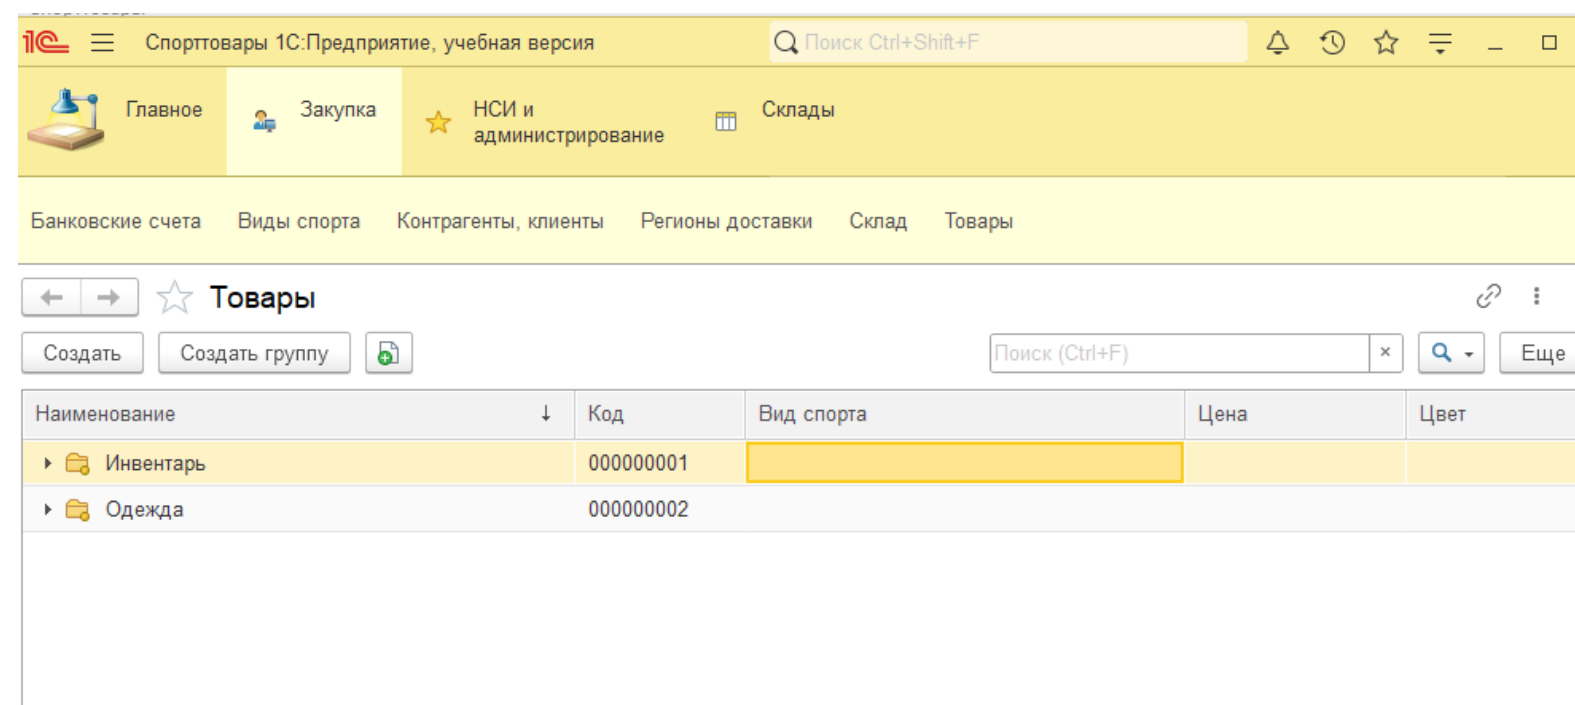 1С Спорттовары 1С:Предприятие, учебная версия Поиск Ctrl+Shift+F
Главное Закупка НСИ и администрирование Склады
Банковские счета Виды спорта Контрагенты, клиенты Регионы доставки Склад Товары
Товары
Создать Создать группу Поиск (Ctrl+F) × Еще
Наименование ↓ Код Вид спорта Цена Цвет
Инвентарь 000000001
Одежда 000000002